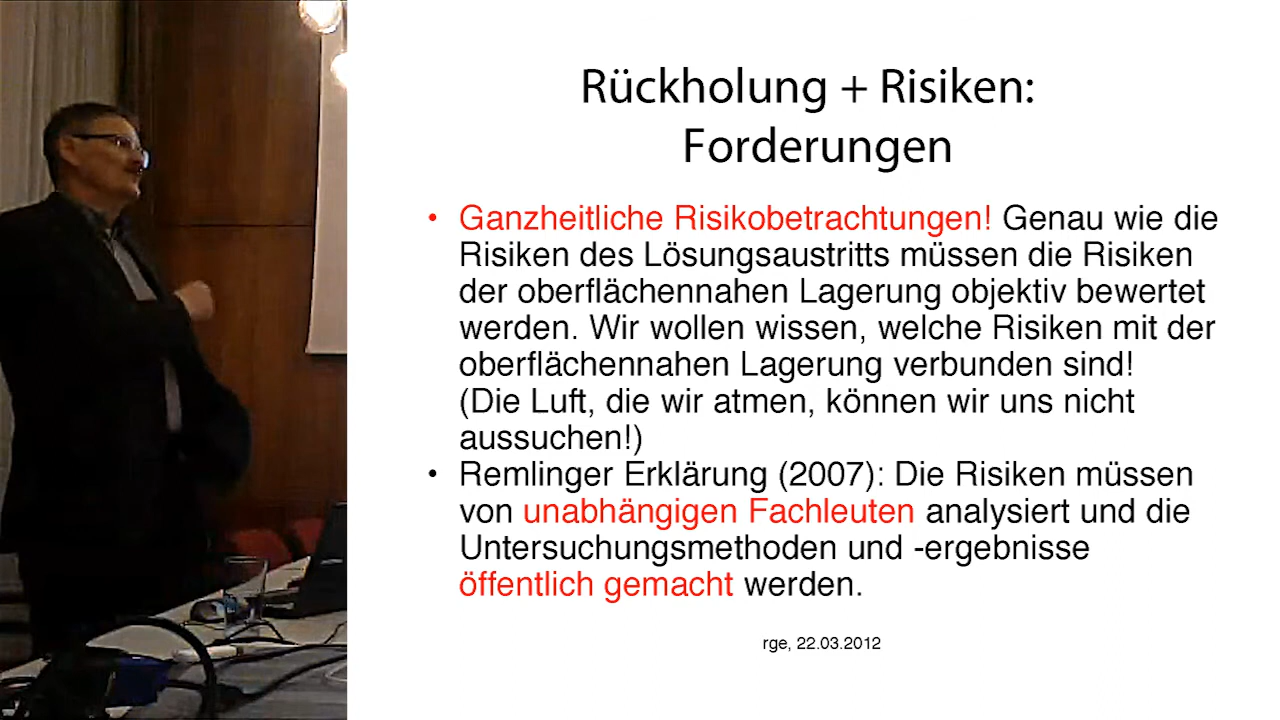 Rückholung + Risiken:
Forderungen
• Ganzheitliche Risikobetrachtungen! Genau wie die
Risiken des Lösungsaustritts müssen die Risiken
der oberflächennahen Lagerung objektiv bewertet
werden. Wir wollen wissen, welche Risiken mit der
oberflächennahen Lagerung verbunden sind!
(Die Luft, die wir atmen, können wir uns nicht
aussuchen!)
• Remlinger Erklärung (2007): Die Risiken müssen
von unabhängigen Fachleuten analysiert und die
Untersuchungsmethoden und -ergebnisse
öffentlich gemacht werden.
rge, 22.03.2012